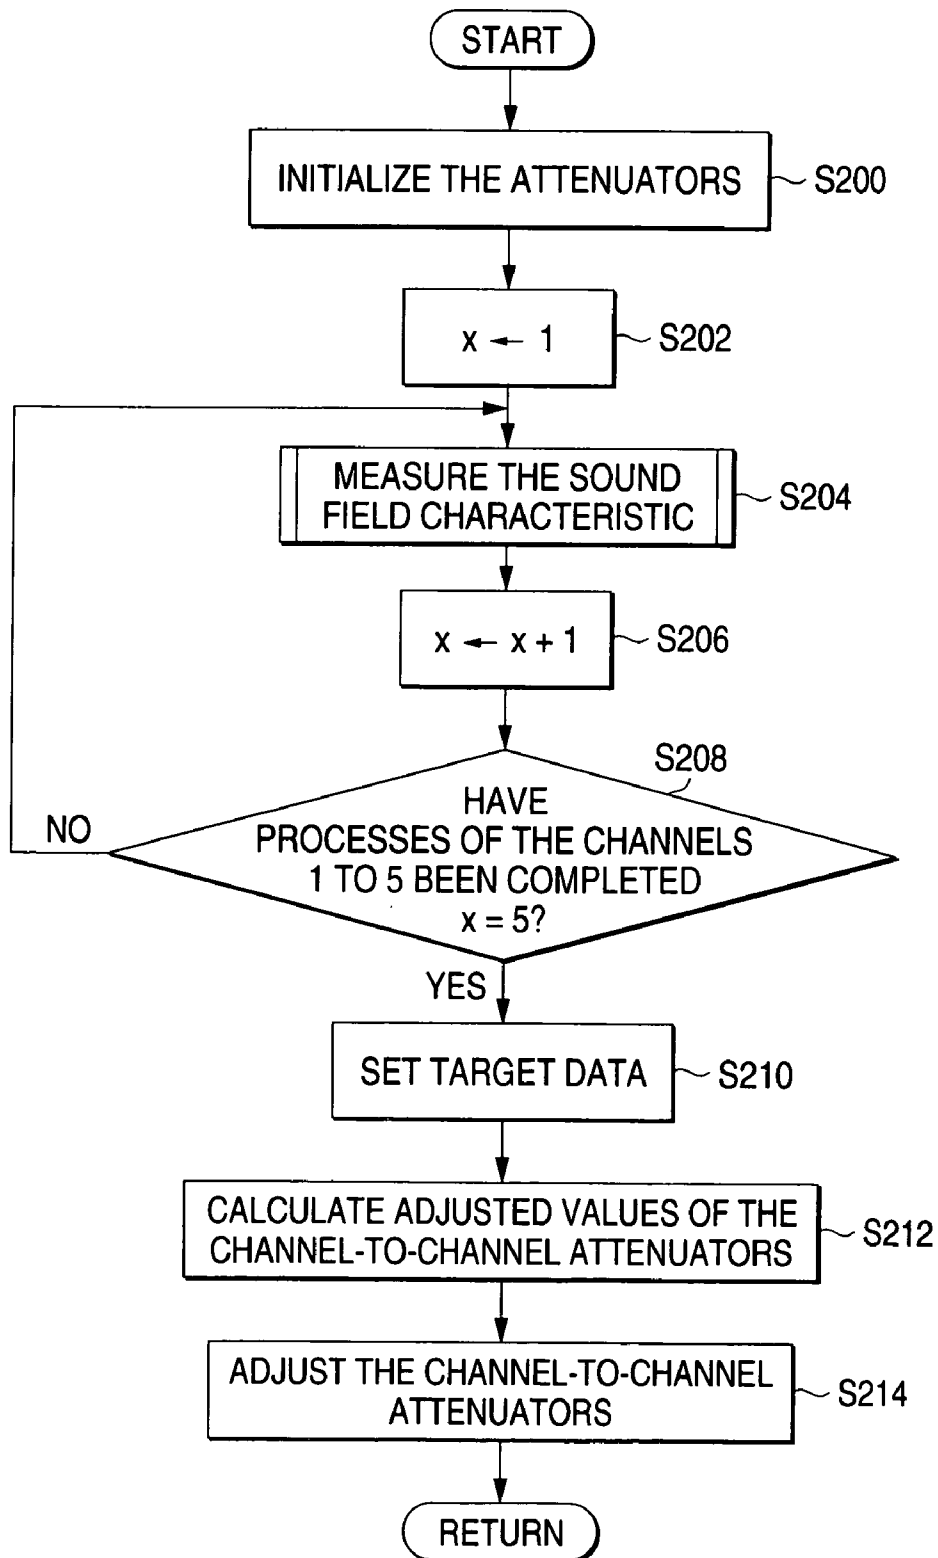 START
INITIALIZE THE ATTENUATORS
S200
x ← 1
S202
MEASURE THE SOUND
FIELD CHARACTERISTIC
S204
x ← x + 1
S206
S208
HAVE
PROCESSES OF THE CHANNELS
1 TO 5 BEEN COMPLETED
x = 5?
NO
YES
SET TARGET DATA
S210
CALCULATE ADJUSTED VALUES OF THE
CHANNEL-TO-CHANNEL ATTENUATORS
S212
ADJUST THE CHANNEL-TO-CHANNEL
ATTENUATORS
S214
RETURN